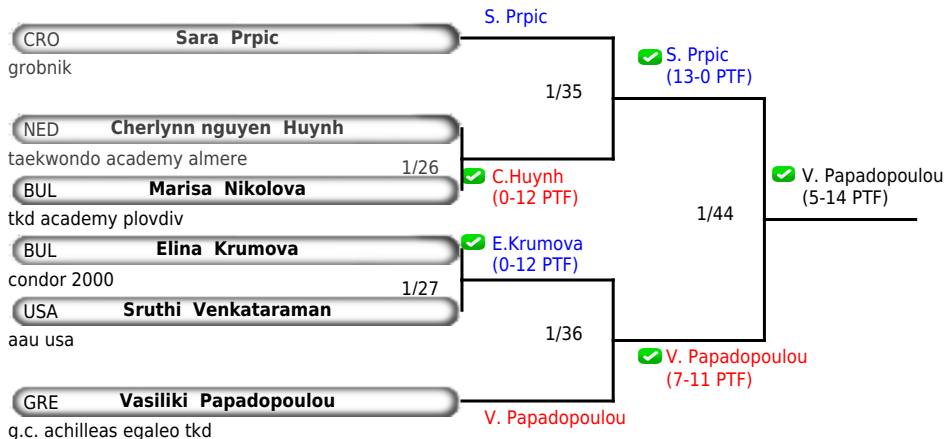 S. Prpic
CRO Sara Prpic
grobnik
S. Prpic
(13-0 PTF)
1/35
NED Cherlynn nguyen Huynh
taekwondo academy almere
1/26
C.Huynh
(0-12 PTF)
BUL Marisa Nikolova
tkd academy plovdiv
V. Papadopoulou
(5-14 PTF)
1/44
BUL Elina Krumova
condor 2000
E.Krumova
(0-12 PTF)
1/27
USA Sruthi Venkataraman
aau usa
1/36
V. Papadopoulou
(7-11 PTF)
GRE Vasiliki Papadopoulou
g.c. achilleas egaleo tkd
V. Papadopoulou